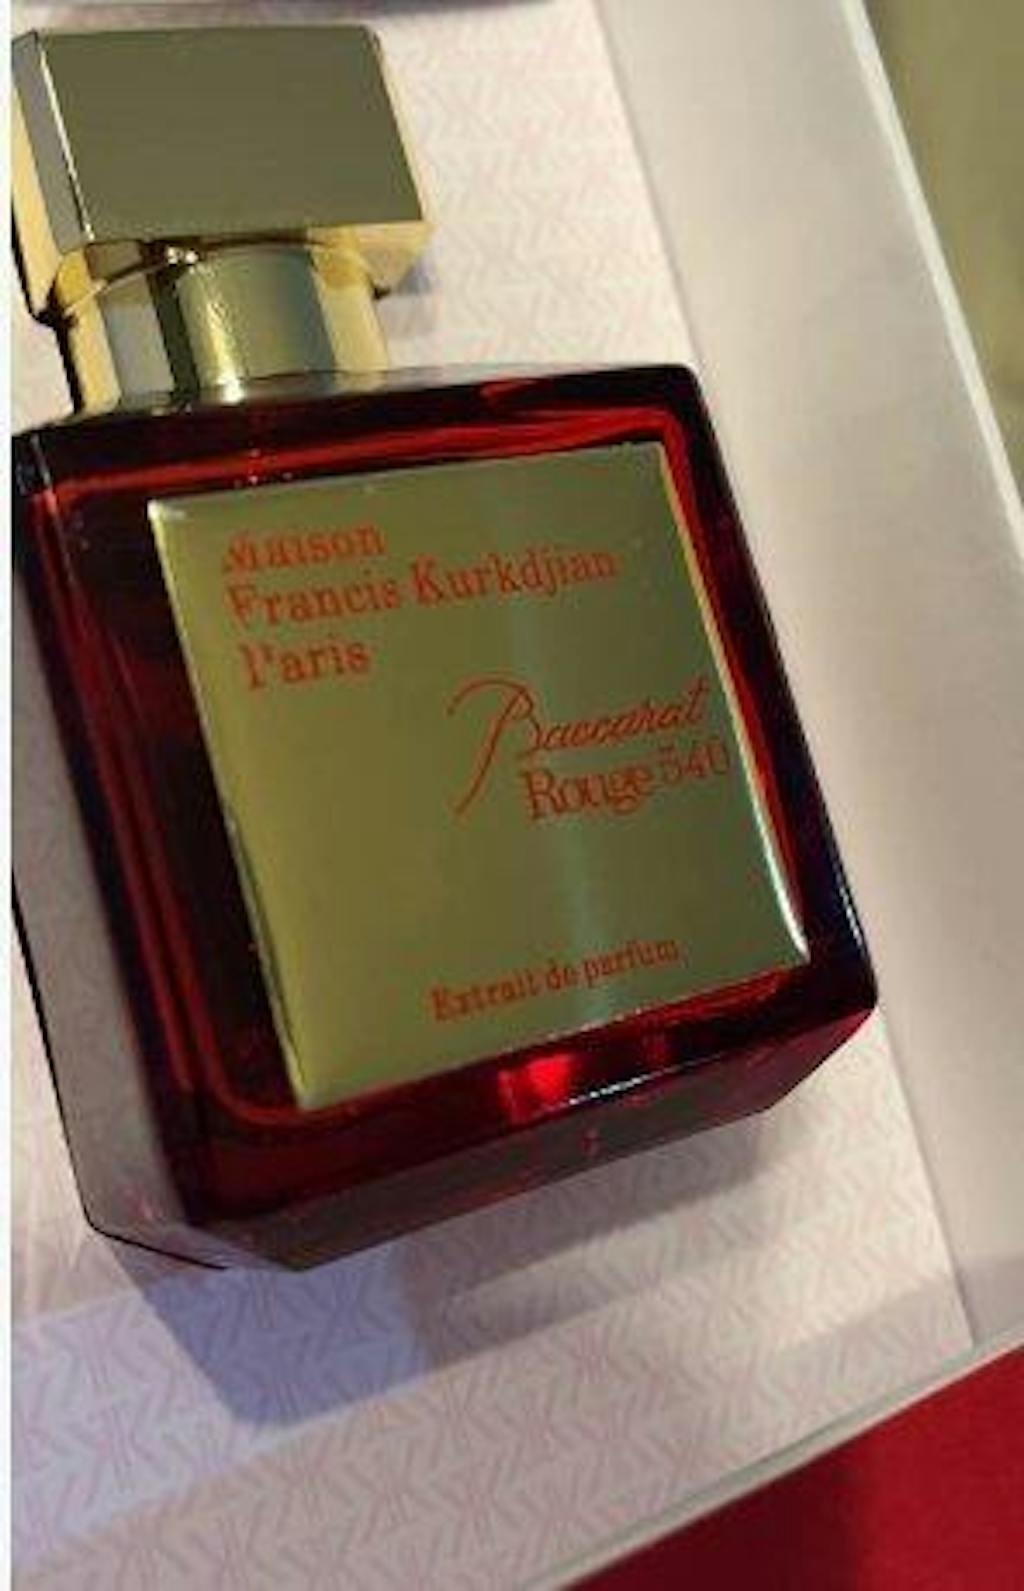 Maison
Francis Kurkdjian
Paris
Baccarat
Rouge 540
Extrait de parfum